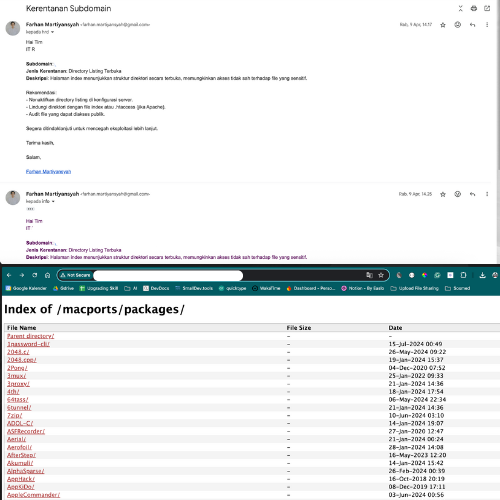 Kerentanan Subdomain
Farhan Martiyansyah <farhan.martiyansyah@gmail.com>
Rab, 9 Apr, 14.17
kepada hrd
Hai Tim
IT R
Subdomain:
Jenis Kerentanan: Directory Listing Terbuka
Deskripsi: Halaman index menunjukkan struktur direktori secara terbuka, memungkinkan akses tidak sah terhadap file yang sensitif.
Rekomendasi:
- Nonaktifkan directory listing di konfigurasi server.
- Lindungi direktori dengan file index atau .htaccess (jika Apache).
- Audit file yang dapat diakses publik.
Segera ditindaklanjuti untuk mencegah eksploitasi lebih lanjut.
Terima kasih,
Salam,
Farhan Martiyansyah
Farhan Martiyansyah <farhan.martiyansyah@gmail.com>
Rab, 9 Apr, 14.25
kepada info
Hai Tim
IT
Subdomain:
Jenis Kerentanan: Directory Listing Terbuka
Deskripsi: Halaman index menunjukkan struktur direktori secara terbuka, memungkinkan akses tidak sah terhadap file yang sensitif.
Not Secure
Google Kalender Gdrive Upgrading Skill AI DevDocs SmallDev.tools quicktype WakaTime Dashboard - Perso... Notion - By Easlo Upload File Sharing Sosmed
Index of /macports/packages/
File Name File Size Date
Parent directory/ - -
1password-cli/ - 15-Jul-2024 00:49
2048.c/ - 26-May-2024 09:22
2048.cpp/ - 19-Jan-2024 15:37
2Pong/ - 04-Dec-2020 07:52
3mux/ - 25-Jan-2022 09:33
3proxy/ - 21-Jan-2024 14:36
4th/ - 18-Jan-2024 17:54
64tass/ - 06-May-2024 22:34
6tunnel/ - 21-Jan-2024 14:36
7zip/ - 10-Jun-2024 03:10
ADOL-C/ - 14-Jan-2024 19:07
ASFRecorder/ - 27-Jan-2020 12:47
Aerial/ - 21-Jan-2024 00:24
Aerofoil/ - 28-Jan-2024 14:08
AfterStep/ - 16-May-2023 12:20
Akumuli/ - 14-Jan-2024 15:42
AlphaSparse/ - 26-Feb-2024 00:39
AppHack/ - 16-Oct-2018 20:19
AppKiDo/ - 08-Dec-2019 17:11
AppleCommander/ - 03-Jun-2024 00:56